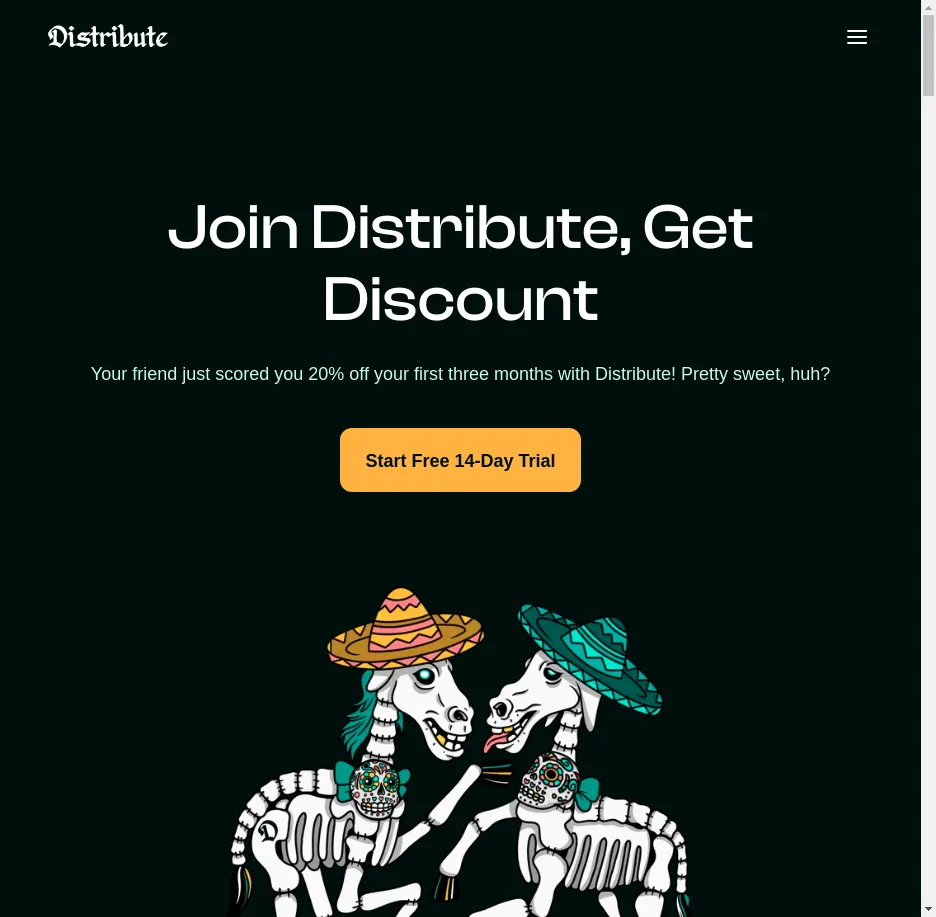 Distribute
Join Distribute, Get
Discount
Your friend just scored you 20% off your first three months with Distribute! Pretty sweet, huh?
Start Free 14-Day Trial
D